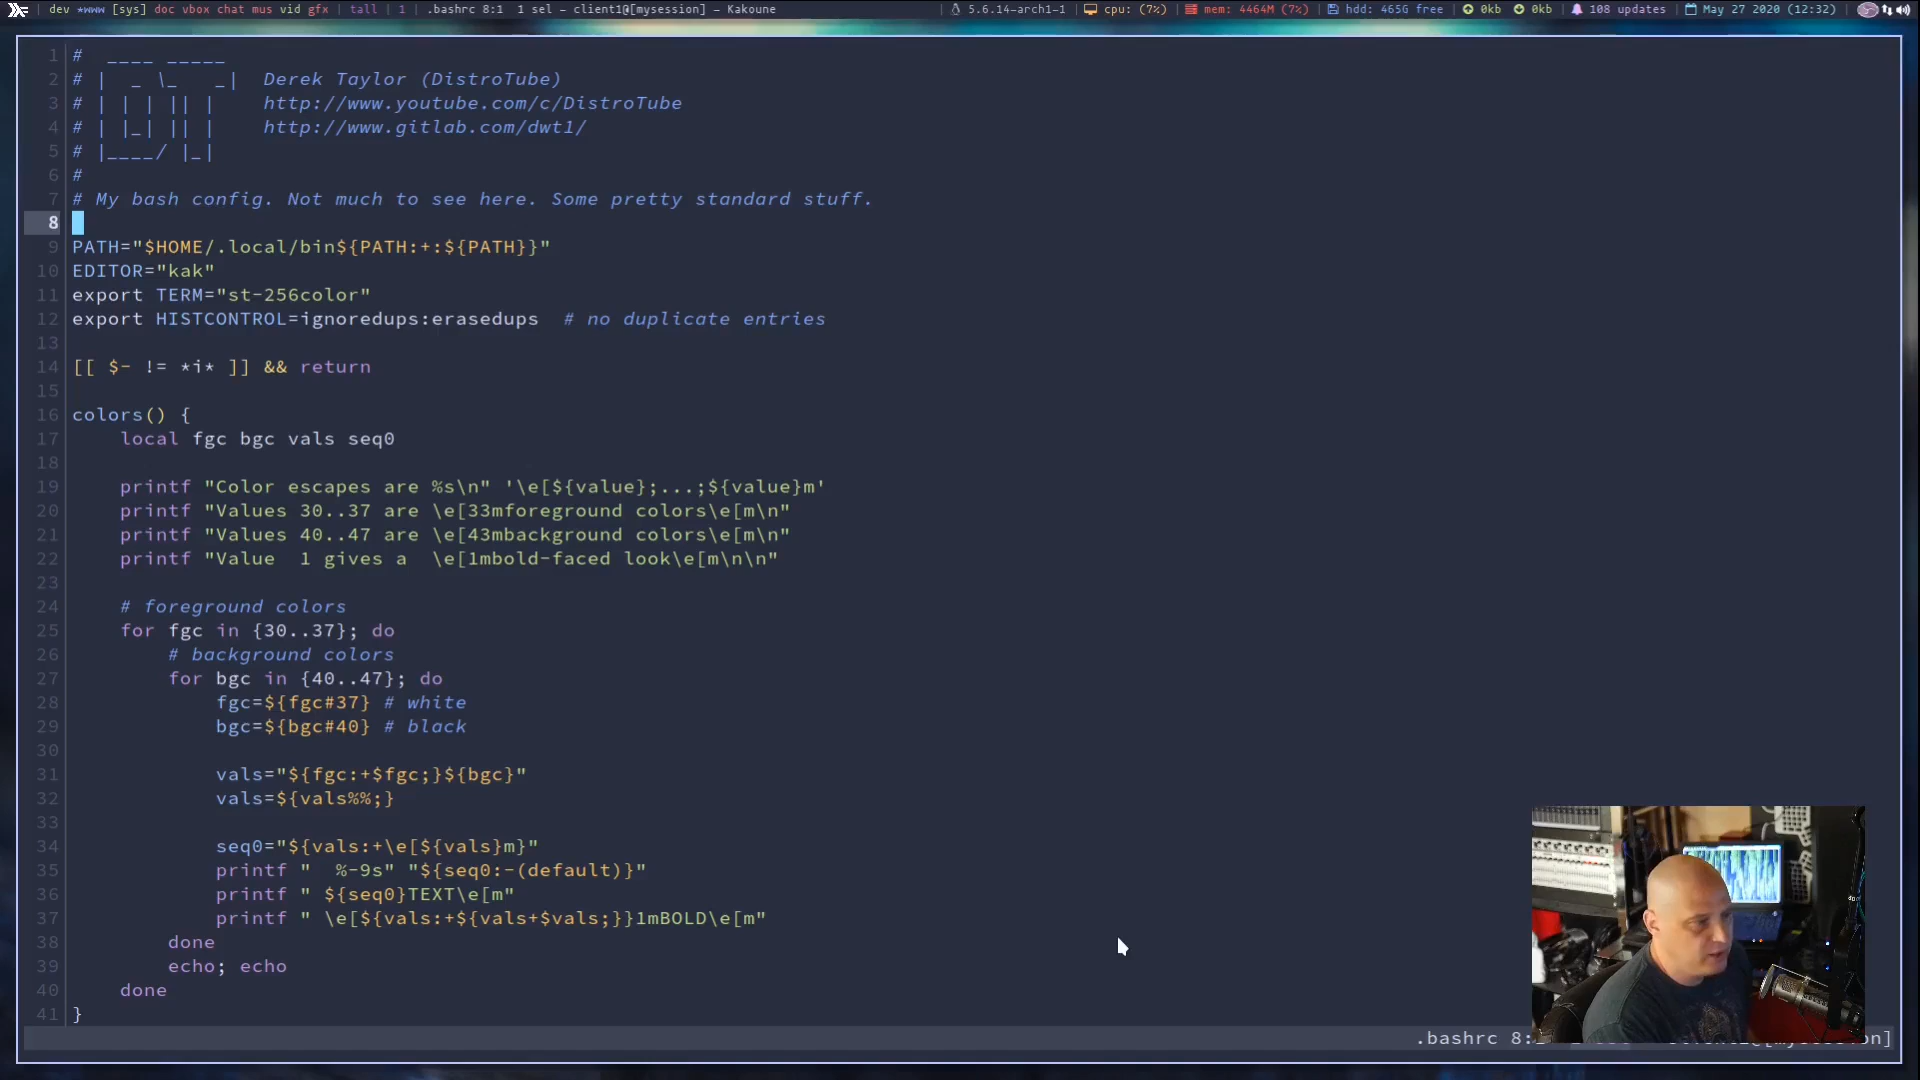 dev *www [sys] doc vbox chat mus vid gfx | tall | 1 | .bashrc 8:1 1 sel - client1@[mysession] - Kakoune | 5.6.14-arch1-1 | cpu: (7%) | mem: 4464M (7%) | hdd: 465G free | 0kb 0kb | 108 updates | May 27 2020 (12:32)
1 #  ____ _____
2 # |  _ \_   _|  Derek Taylor (DistroTube)
3 # | | | || |    http://www.youtube.com/c/DistroTube
4 # | |_| || |    http://www.gitlab.com/dwt1/
5 # |____/ |_|
6 #
7 # My bash config. Not much to see here. Some pretty standard stuff.
8
9 PATH="$HOME/.local/bin${PATH:+:${PATH}}"
10 EDITOR="kak"
11 export TERM="st-256color"
12 export HISTCONTROL=ignoredups:erasedups  # no duplicate entries
13
14 [[ $- != *i* ]] && return
15
16 colors() {
17     local fgc bgc vals seq0
18
19     printf "Color escapes are %s\n" '\e[${value};...;${value}m'
20     printf "Values 30..37 are \e[33mforeground colors\e[m\n"
21     printf "Values 40..47 are \e[43mbackground colors\e[m\n"
22     printf "Value  1 gives a  \e[1mbold-faced look\e[m\n\n"
23
24     # foreground colors
25     for fgc in {30..37}; do
26         # background colors
27         for bgc in {40..47}; do
28             fgc=${fgc#37} # white
29             bgc=${bgc#40} # black
30
31             vals="${fgc:+$fgc;}${bgc}"
32             vals=${vals%%;}
33
34             seq0="${vals:+\e[${vals}m}"
35             printf "  %-9s" "${seq0:-(default)}"
36             printf " ${seq0}TEXT\e[m"
37             printf " \e[${vals:+${vals+$vals;}}1mBOLD\e[m"
38         done
39         echo; echo
40     done
41 }
.bashrc 8: